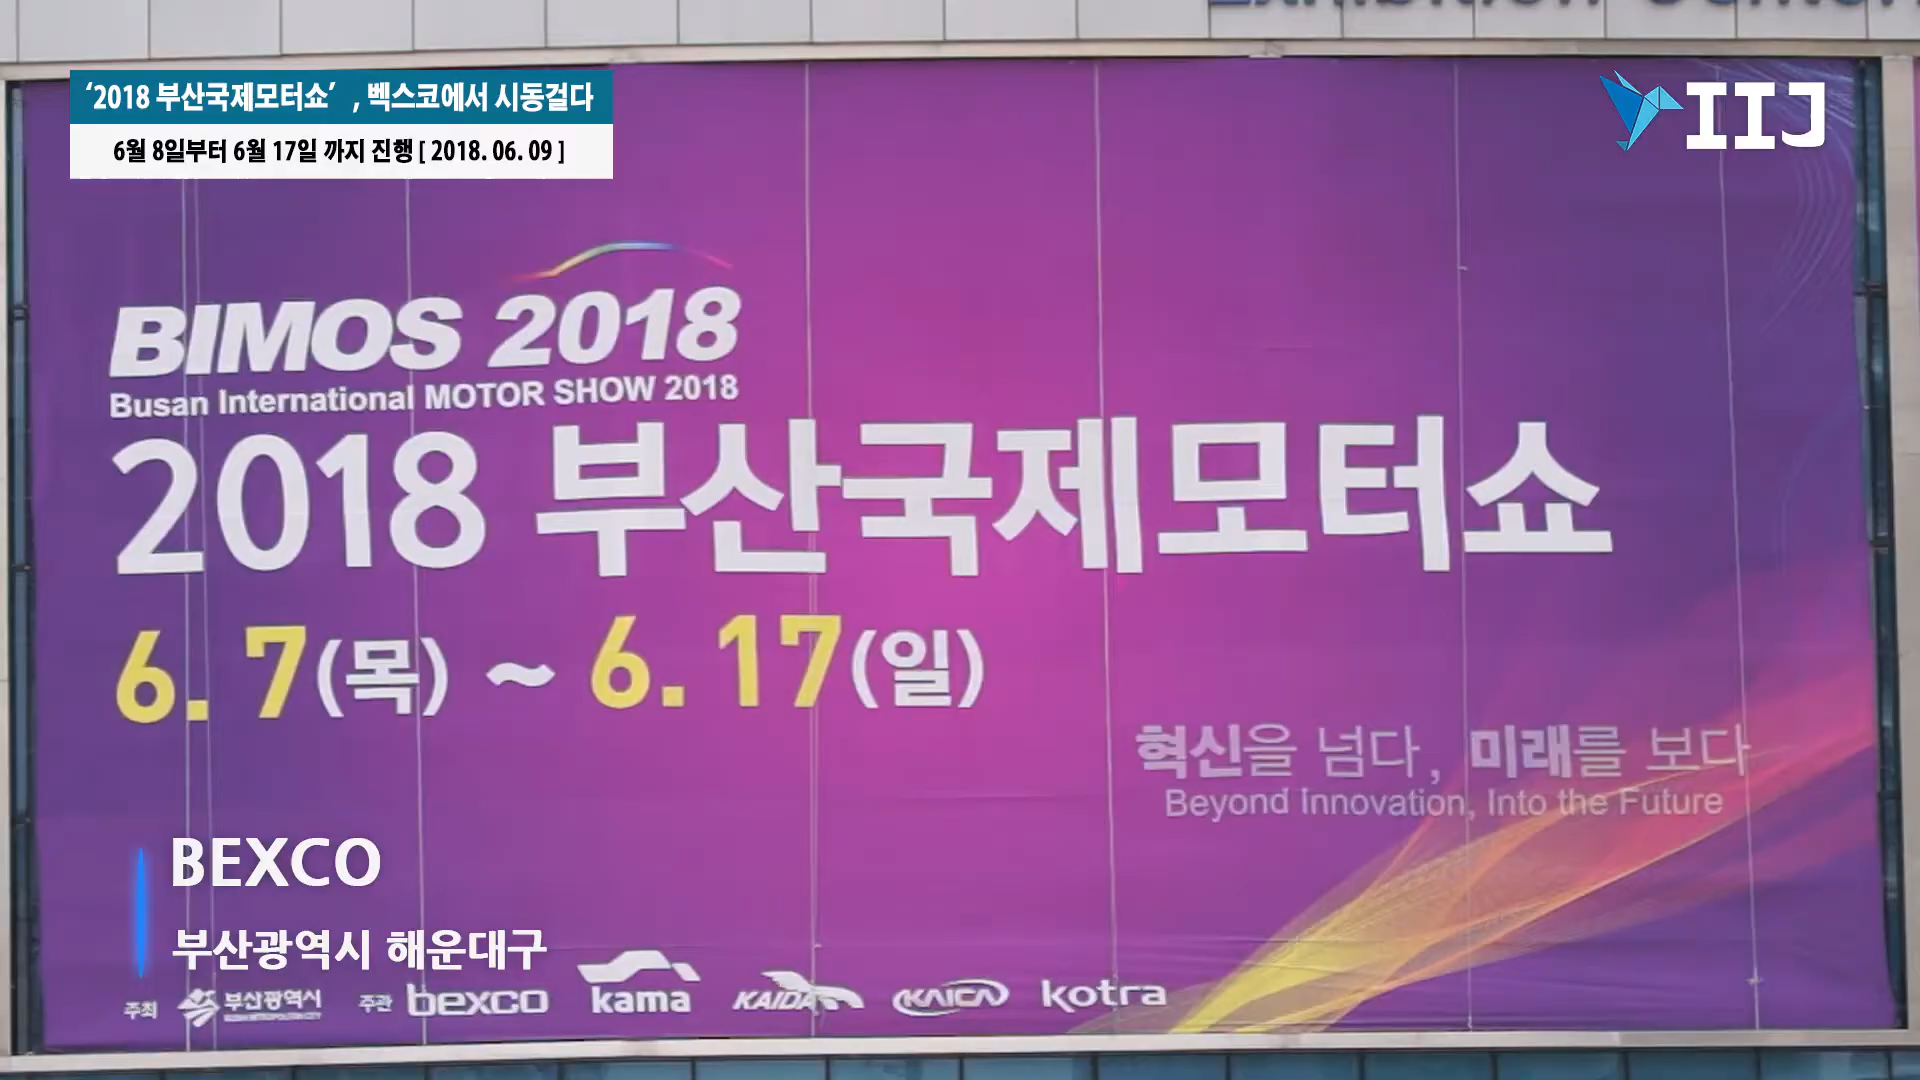 ‘2018 부산국제모터쇼’, 벡스코에서 시동걸다
6월 8일부터 6월 17일 까지 진행 [ 2018. 06. 09 ]
IIJ
BIMOS 2018
Busan International MOTOR SHOW 2018
2018 부산국제모터쇼
6. 7(목) ~ 6. 17(일)
혁신을 넘다, 미래를 보다
Beyond Innovation, Into the Future
BEXCO
부산광역시 해운대구
주최 부산광역시 주관 bexco kama KAIDA KAICA kotra
BUSAN METROPOLITAN CITY